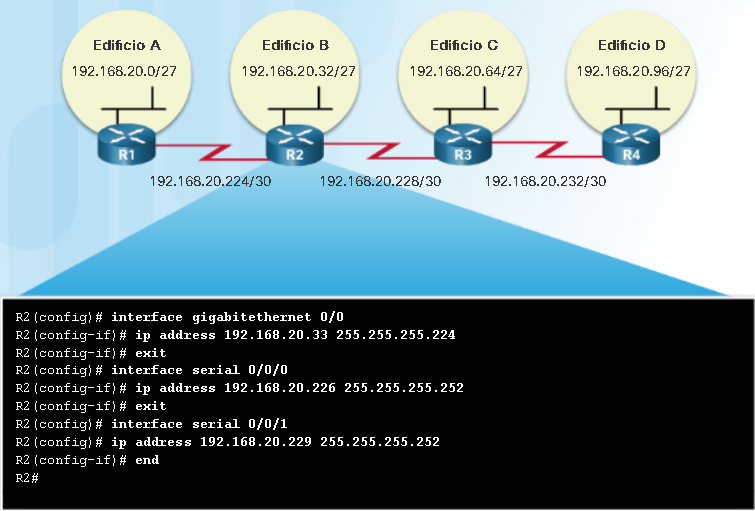 Edificio A Edificio B Edificio C Edificio D
192.168.20.0/27 192.168.20.32/27 192.168.20.64/27 192.168.20.96/27
R1 R2 R3 R4
192.168.20.224/30 192.168.20.228/30 192.168.20.232/30
R2(config)# interface gigabitethernet 0/0
R2(config-if)# ip address 192.168.20.33 255.255.255.224
R2(config-if)# exit
R2(config)# interface serial 0/0/0
R2(config-if)# ip address 192.168.20.226 255.255.255.252
R2(config-if)# exit
R2(config)# interface serial 0/0/1
R2(config-if)# ip address 192.168.20.229 255.255.255.252
R2(config-if)# end
R2#